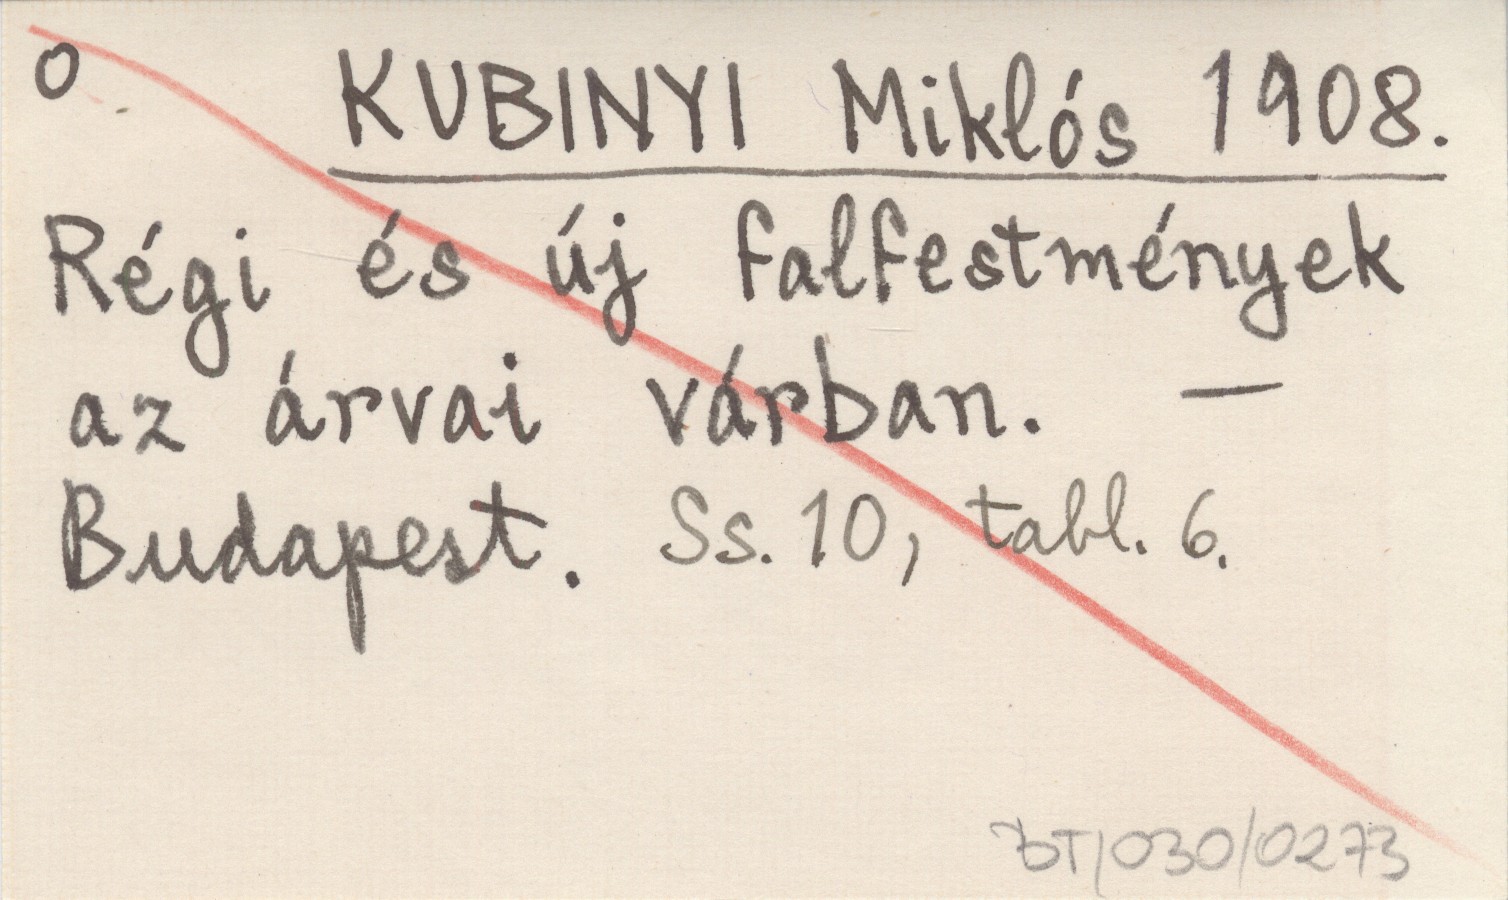 o KUBINYI Miklós 1908.
Régi és új falfestmények
az árvai várban. —
Budapest. Ss. 10, tabl. 6.
bT/030/0273